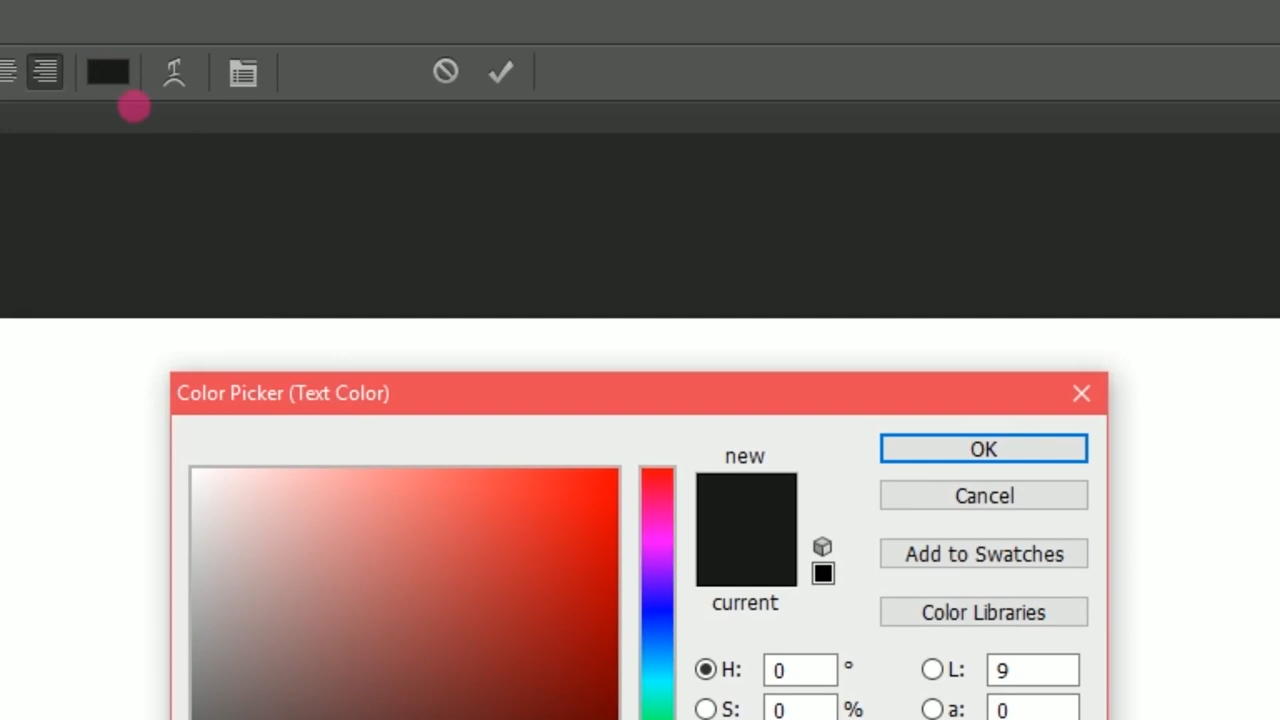 Color Picker (Text Color)
new
OK
Cancel
Add to Swatches
current
Color Libraries
H: 0 ° L: 9
S: 0 % a: 0